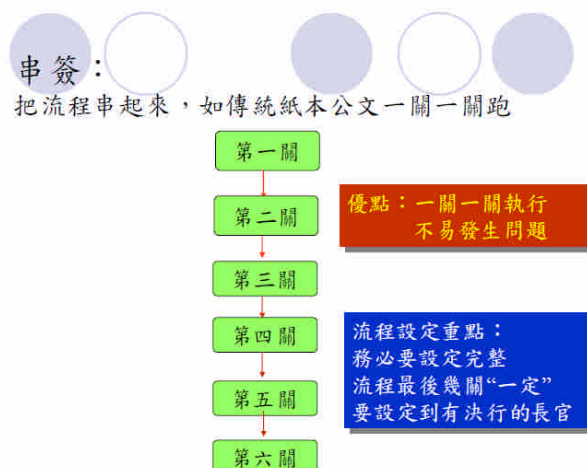 串簽：
把流程串起來，如傳統紙本公文一關一關跑
第一關
第二關
優點：一關一關執行
不易發生問題
第三關
第四關
流程設定重點：
務必要設定完整
流程最後幾關“一定”
要設定到有決行的長官
第五關
第六關